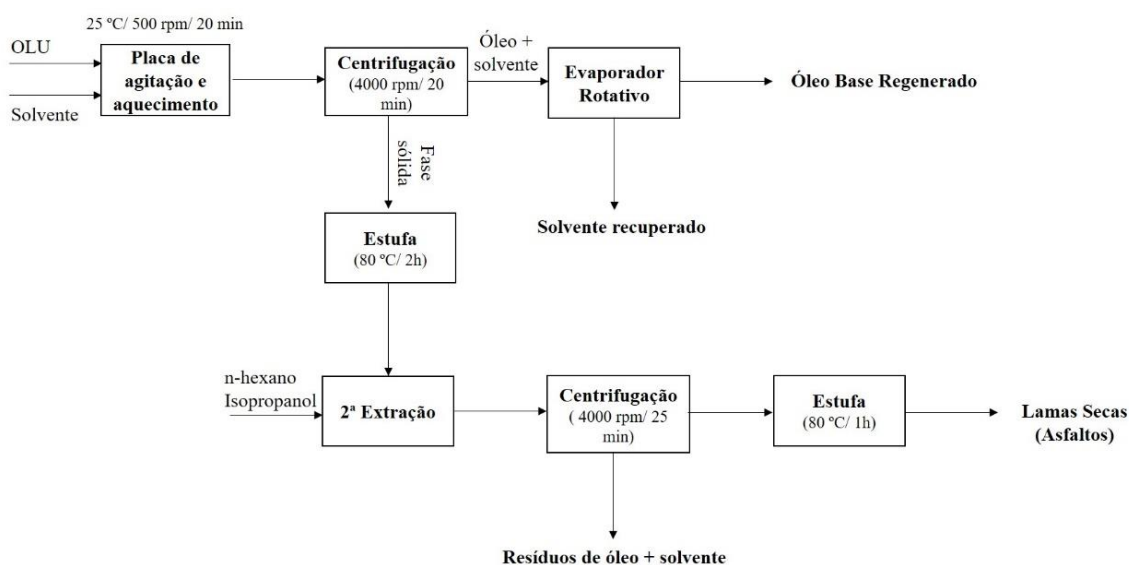 25 ºC/ 500 rpm/ 20 min
OLU
Solvente
Placa de
agitação e
aquecimento
Centrifugação
(4000 rpm/ 20
min)
Óleo +
solvente
Evaporador
Rotativo
Óleo Base Regenerado
Fase
sólida
Solvente recuperado
Estufa
(80 ºC/ 2h)
n-hexano
Isopropanol
2ª Extração
Centrifugação
( 4000 rpm/ 25
min)
Estufa
(80 ºC/ 1h)
Lamas Secas
(Asfaltos)
Resíduos de óleo + solvente